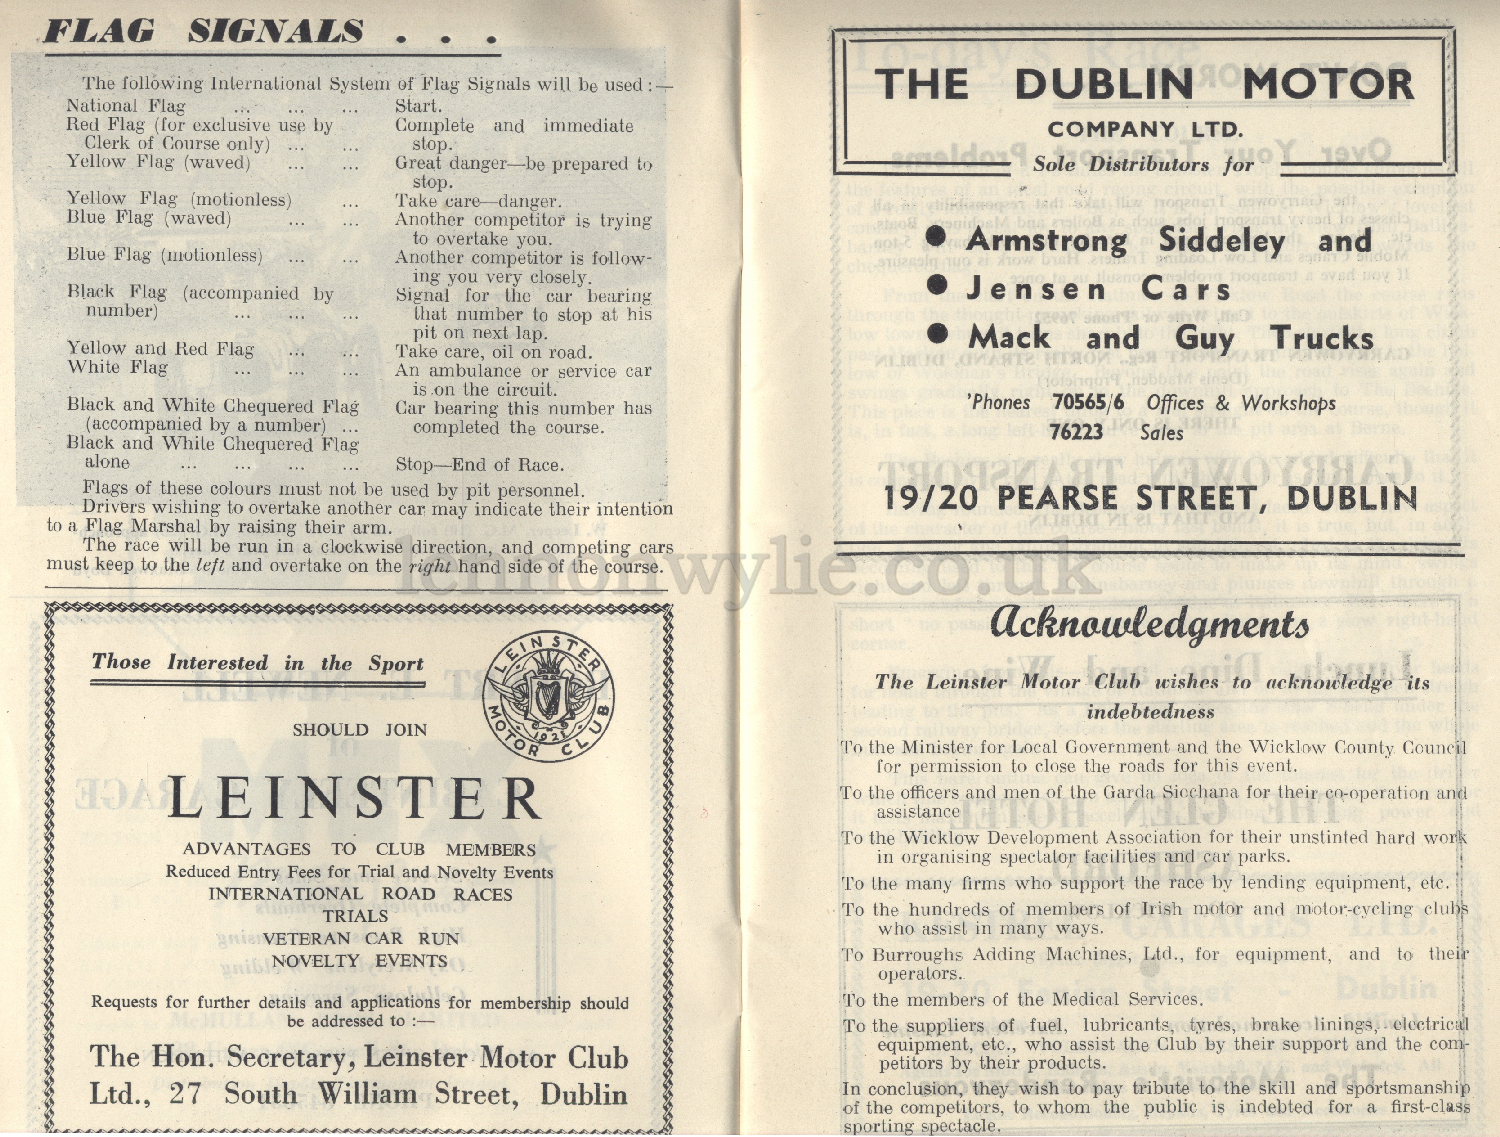 FLAG SIGNALS . . .
The following International System of Flag Signals will be used :—
National Flag ... ... ... Start.
Red Flag (for exclusive use by Complete and immediate
Clerk of Course only) ... ... stop.
Yellow Flag (waved) ... ... Great danger—be prepared to
stop.
Yellow Flag (motionless) ... Take care—danger.
Blue Flag (waved) ... ... Another competitor is trying
to overtake you.
Blue Flag (motionless) ... ... Another competitor is follow-
ing you very closely.
Black Flag (accompanied by Signal for the car bearing
number) ... ... ... that number to stop at his
pit on next lap.
Yellow and Red Flag ... ... Take care, oil on road.
White Flag ... ... ... An ambulance or service car
is on the circuit.
Black and White Chequered Flag Car bearing this number has
(accompanied by a number) ... completed the course.
Black and White Chequered Flag
alone ... ... ... ... Stop—End of Race.
Flags of these colours must not be used by pit personnel.
Drivers wishing to overtake another car may indicate their intention
to a Flag Marshal by raising their arm.
The race will be run in a clockwise direction, and competing cars
must keep to the left and overtake on the right hand side of the course.
Those Interested in the Sport
LEINSTER
MOTOR CLUB
1921
SHOULD JOIN
LEINSTER
ADVANTAGES TO CLUB MEMBERS
Reduced Entry Fees for Trial and Novelty Events
INTERNATIONAL ROAD RACES
TRIALS
VETERAN CAR RUN
NOVELTY EVENTS
Requests for further details and applications for membership should
be addressed to :—
The Hon. Secretary, Leinster Motor Club
Ltd., 27 South William Street, Dublin
THE DUBLIN MOTOR
COMPANY LTD.
Sole Distributors for
● Armstrong Siddeley and
● Jensen Cars
● Mack and Guy Trucks
'Phones 70565/6 Offices & Workshops
76223 Sales
19/20 PEARSE STREET, DUBLIN
lennonwylie.co.uk
Acknowledgments
The Leinster Motor Club wishes to acknowledge its
indebtedness
To the Minister for Local Government and the Wicklow County Council
for permission to close the roads for this event.
To the officers and men of the Garda Siochana for their co-operation and
assistance
To the Wicklow Development Association for their unstinted hard work
in organising spectator facilities and car parks.
To the many firms who support the race by lending equipment, etc.
To the hundreds of members of Irish motor and motor-cycling clubs
who assist in many ways.
To Burroughs Adding Machines, Ltd., for equipment, and to their
operators.
To the members of the Medical Services.
To the suppliers of fuel, lubricants, tyres, brake linings, electrical
equipment, etc., who assist the Club by their support and the com-
petitors by their products.
In conclusion, they wish to pay tribute to the skill and sportsmanship
of the competitors, to whom the public is indebted for a first-class
sporting spectacle.